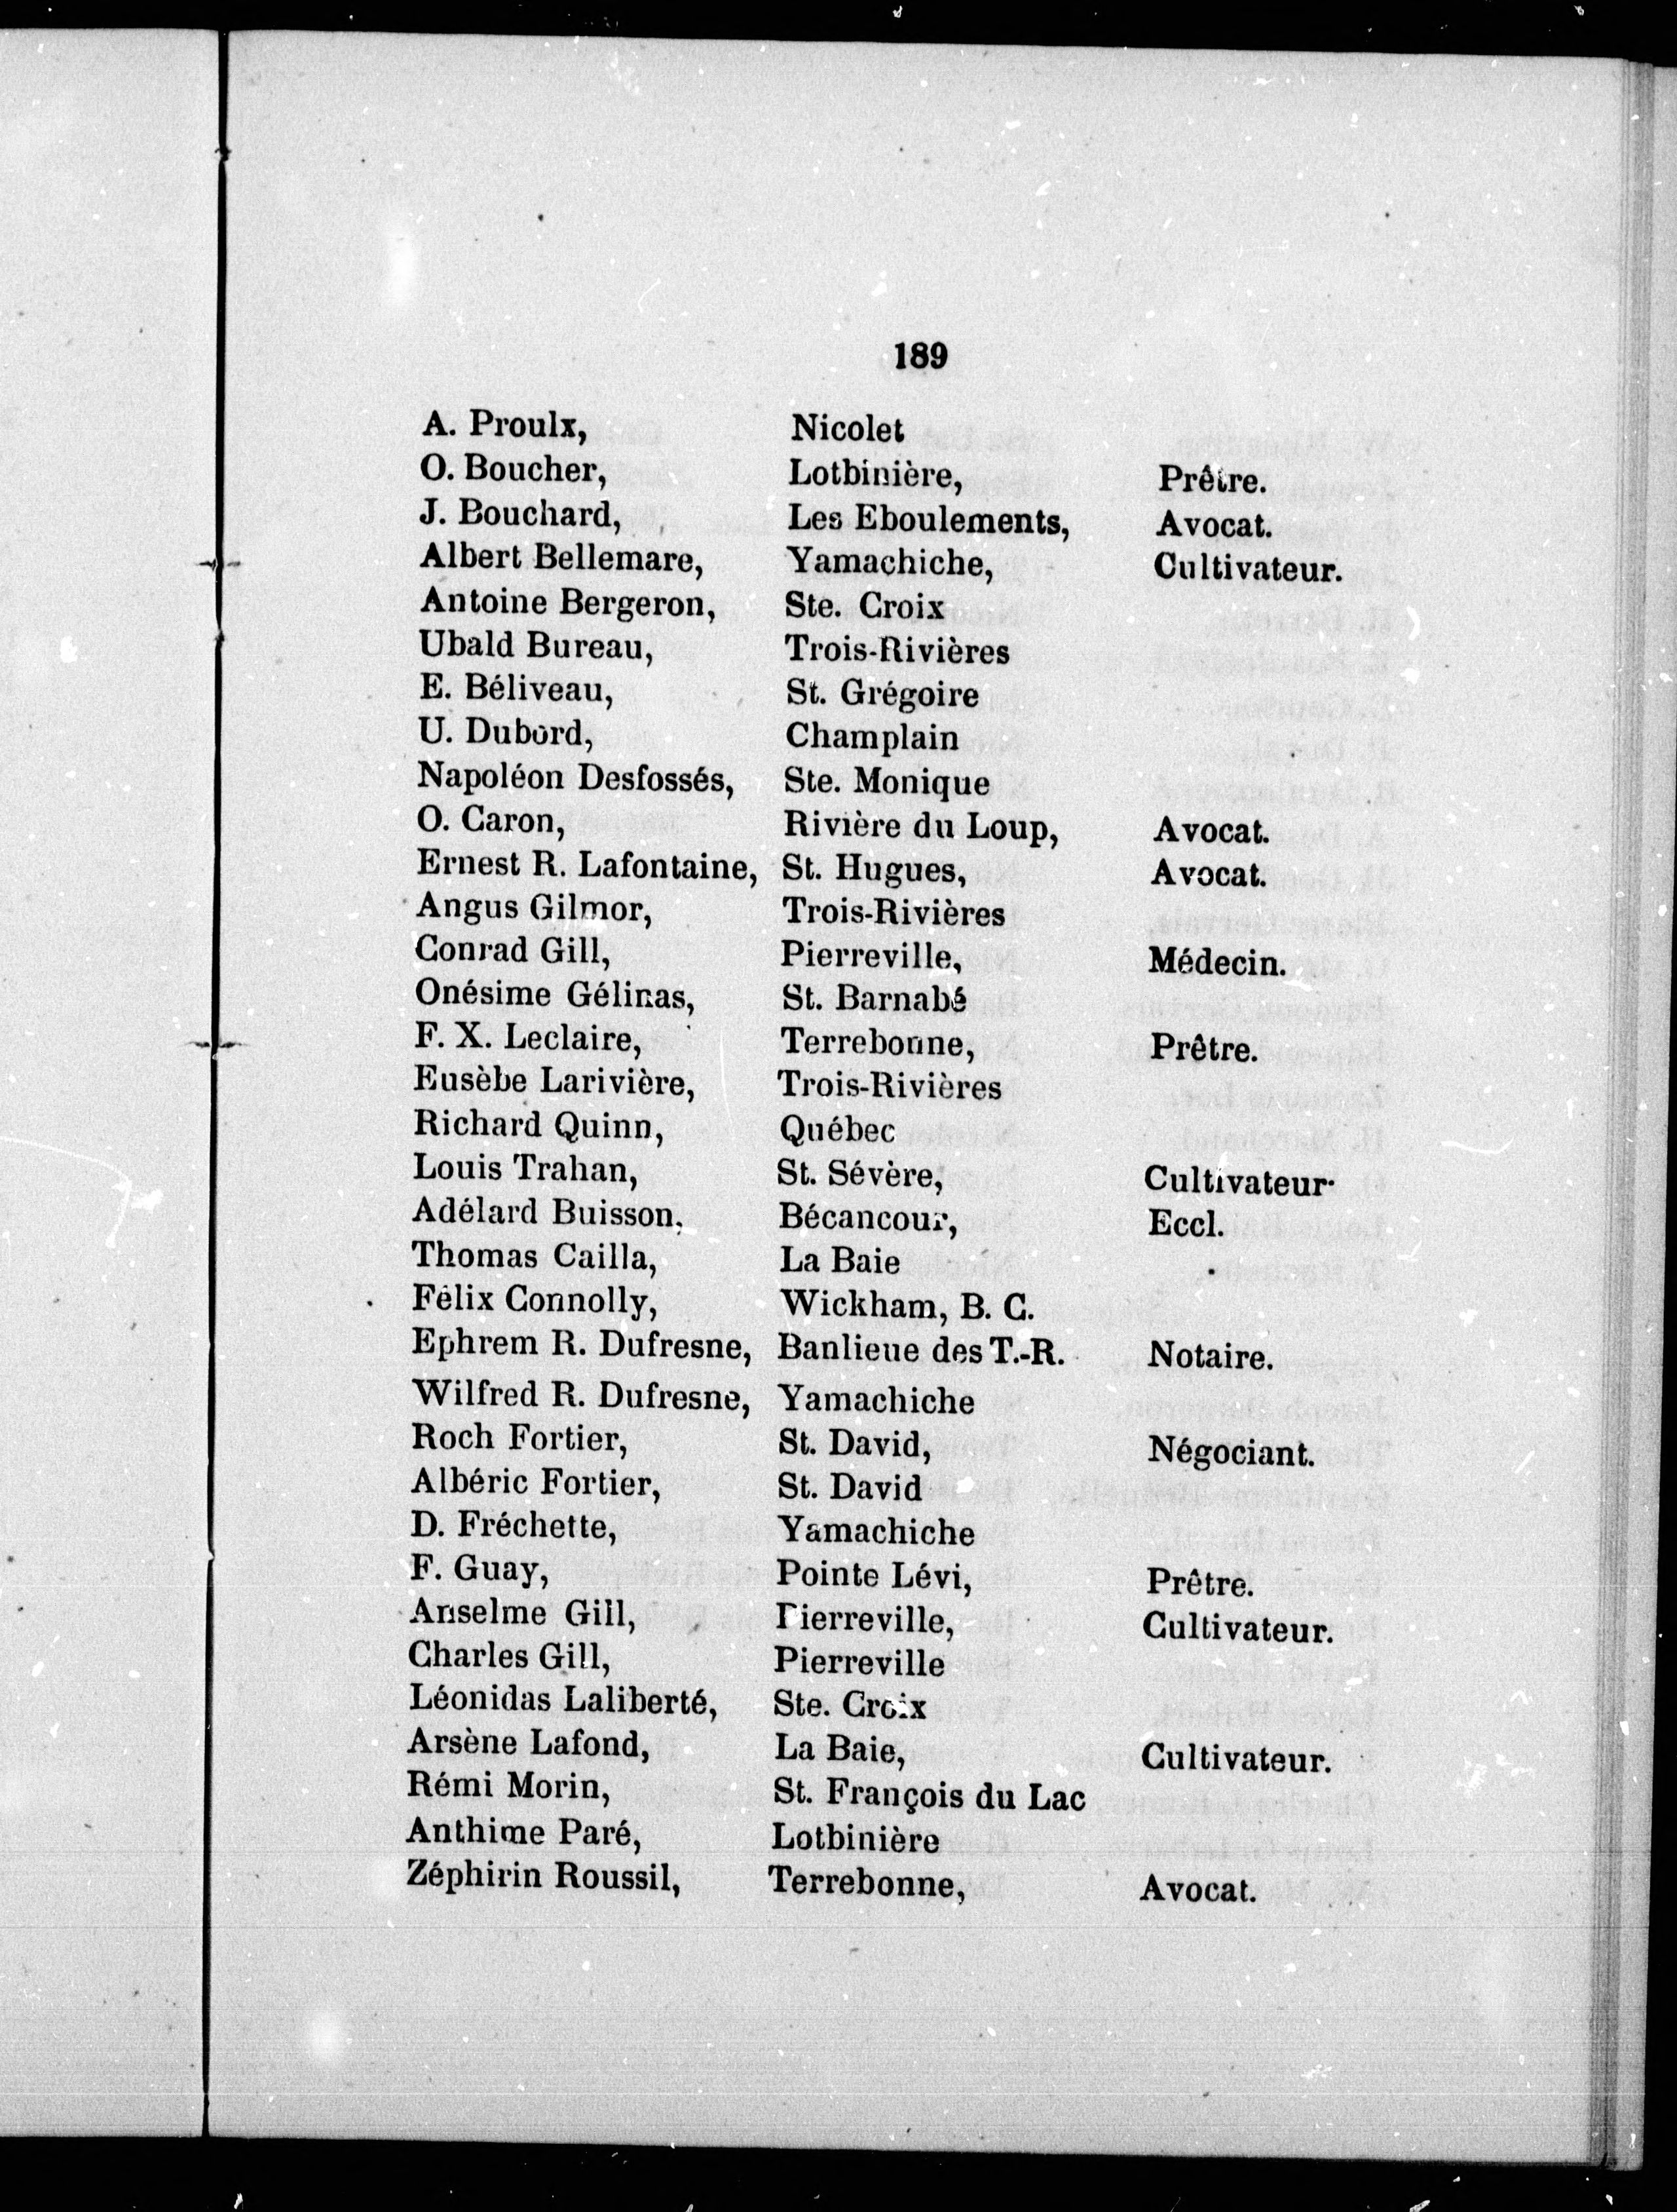 189
A. Proulx, Nicolet
O. Boucher, Lotbinière, Prêtre.
J. Bouchard, Les Eboulements, Avocat.
Albert Bellemare, Yamachiche, Cultivateur.
Antoine Bergeron, Ste. Croix
Ubald Bureau, Trois-Rivières
E. Béliveau, St. Grégoire
U. Dubord, Champlain
Napoléon Desfossés, Ste. Monique
O. Caron, Rivière du Loup, Avocat.
Ernest R. Lafontaine, St. Hugues, Avocat.
Angus Gilmor, Trois-Rivières
Conrad Gill, Pierreville, Médecin.
Onésime Gélinas, St. Barnabé
F. X. Leclaire, Terrebonne, Prêtre.
Eusèbe Larivière, Trois-Rivières
Richard Quinn, Québec
Louis Trahan, St. Sévère, Cultivateur.
Adélard Buisson, Bécancour, Eccl.
Thomas Cailla, La Baie
Félix Connolly, Wickham, B. C.
Ephrem R. Dufresne, Banlieue des T.-R. Notaire.
Wilfred R. Dufresne, Yamachiche
Roch Fortier, St. David, Négociant.
Albéric Fortier, St. David
D. Fréchette, Yamachiche
F. Guay, Pointe Lévi, Prêtre.
Anselme Gill, Pierreville, Cultivateur.
Charles Gill, Pierreville
Léonidas Laliberté, Ste. Croix
Arsène Lafond, La Baie, Cultivateur.
Rémi Morin, St. François du Lac
Anthime Paré, Lotbinière
Zéphirin Roussil, Terrebonne, Avocat.